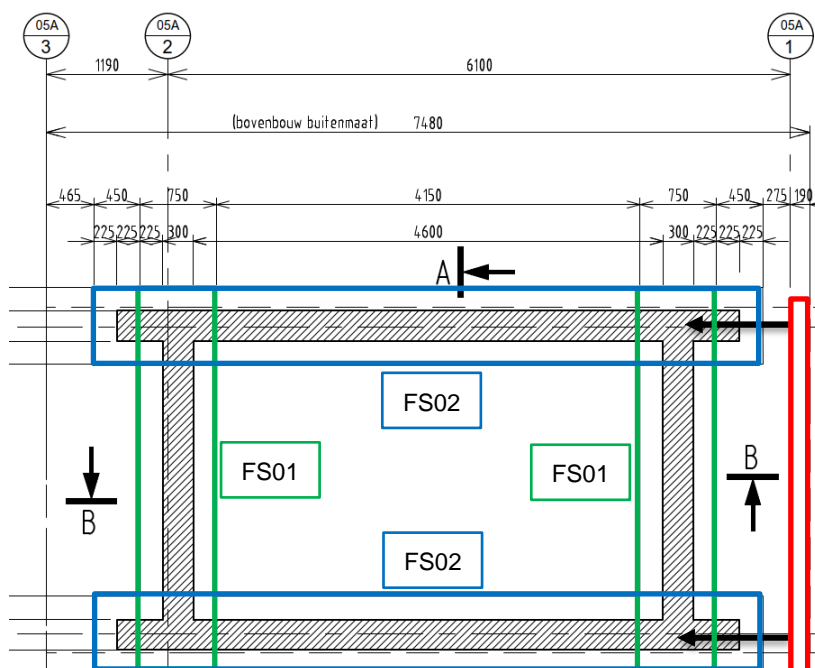 05A 05A 05A
3 2 1
1190 6100
(bovenbouw buitenmaat) 7480
465 450 750 4150 750 450 275 190
225 225 225 300 4600 300 225 225 225
A
FS02
FS01 FS01
B B
FS02